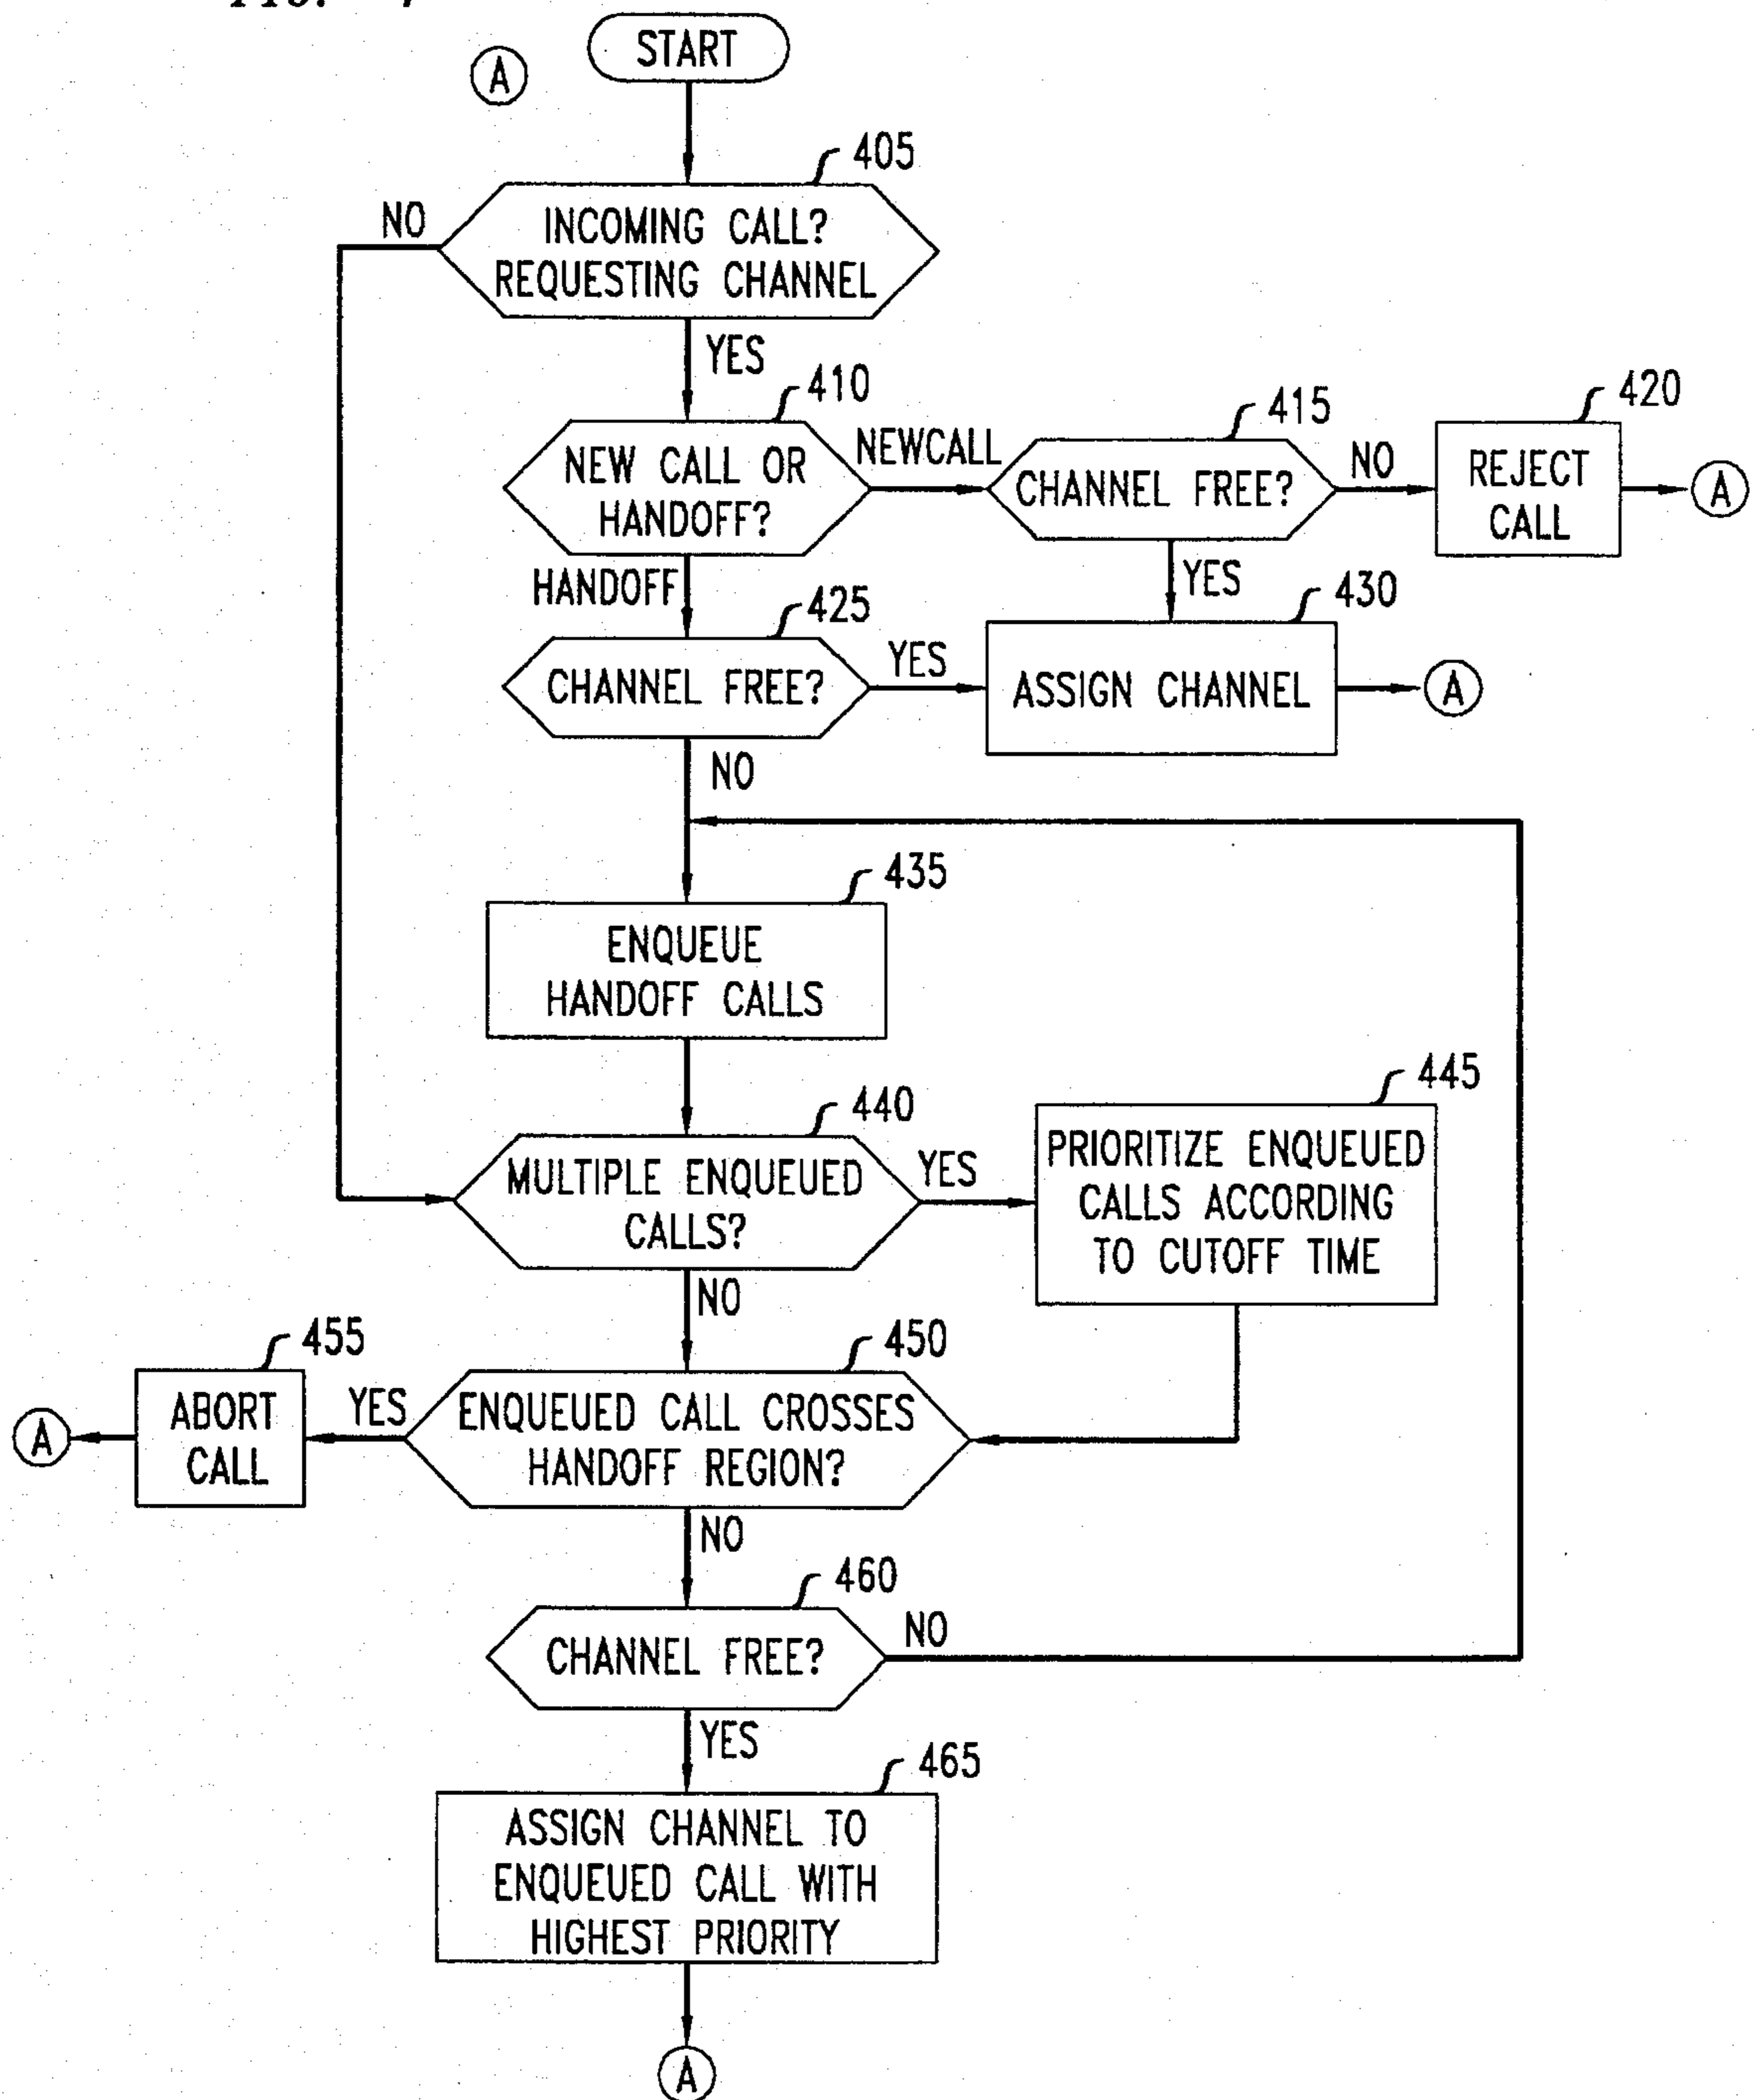 START
A
405
NO
INCOMING CALL?
REQUESTING CHANNEL
YES
410
NEW CALL OR
HANDOFF?
NEWCALL
415
CHANNEL FREE?
NO
420
REJECT
CALL
A
HANDOFF
YES
425
CHANNEL FREE?
YES
430
ASSIGN CHANNEL
A
NO
435
ENQUEUE
HANDOFF CALLS
440
MULTIPLE ENQUEUED
CALLS?
YES
445
PRIORITIZE ENQUEUED
CALLS ACCORDING
TO CUTOFF TIME
NO
450
ENQUEUED CALL CROSSES
HANDOFF REGION?
YES
455
ABORT
CALL
A
NO
460
CHANNEL FREE?
NO
YES
465
ASSIGN CHANNEL TO
ENQUEUED CALL WITH
HIGHEST PRIORITY
A